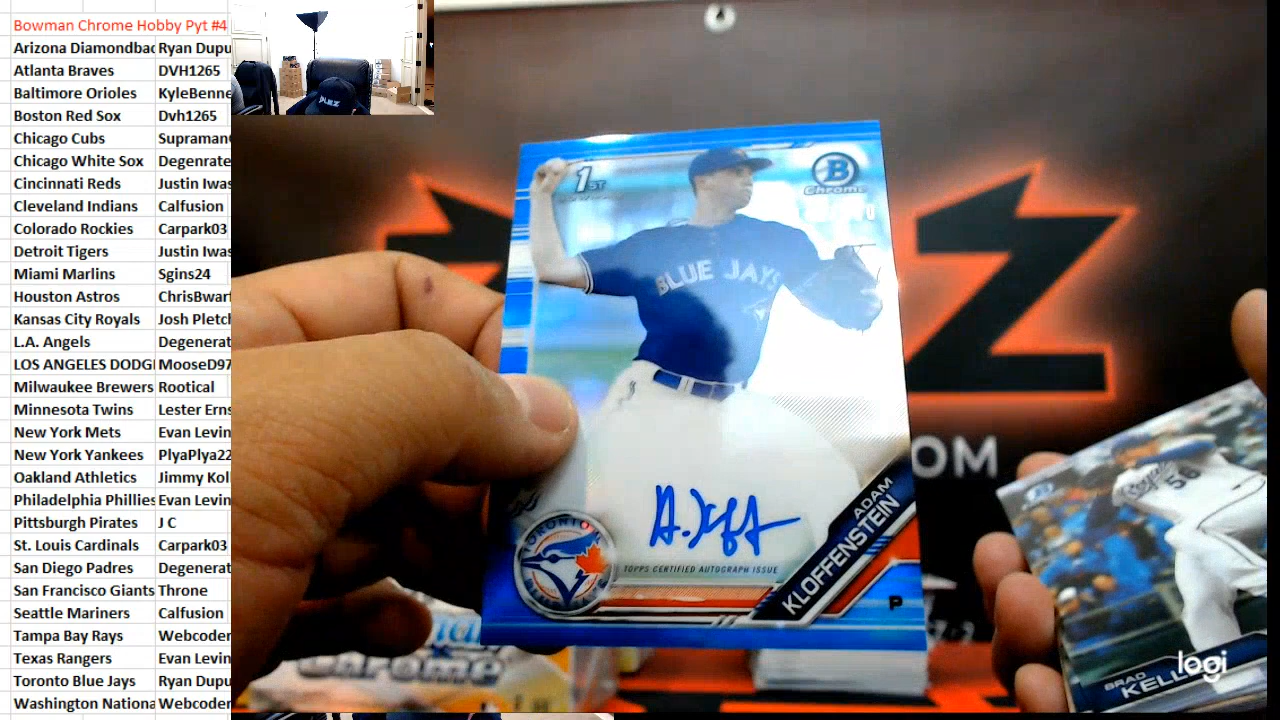 Bowman Chrome Hobby Pyt #4
Arizona Diamondbac Ryan Dupu
Atlanta Braves DVH1265
Baltimore Orioles KyleBenne
Boston Red Sox Dvh1265
Chicago Cubs Supraman
Chicago White Sox Degenrate
Cincinnati Reds Justin Iwas
Cleveland Indians Calfusion
Colorado Rockies Carpark03
Detroit Tigers Justin Iwas
Miami Marlins Sgins24
Houston Astros ChrisBwar
Kansas City Royals Josh Pletch
L.A. Angels Degenerat
LOS ANGELES DODG MooseD97
Milwaukee Brewers Rootical
Minnesota Twins Lester Erns
New York Mets Evan Levin
New York Yankees PlyaPlya22
Oakland Athletics Jimmy Kol
Philadelphia Phillies Evan Levin
Pittsburgh Pirates J C
St. Louis Cardinals Carpark03
San Diego Padres Degenerat
San Francisco Giants Throne
Seattle Mariners Calfusion
Tampa Bay Rays Webcoder
Texas Rangers Evan Levin
Toronto Blue Jays Ryan Dupu
Washington Nationa Webcoder
1ST
B
Chrome
BLUE JAYS
TORONTO
TOPPS CERTIFIED AUTOGRAPH ISSUE
ADAM
KLOFFENSTEIN
P
Z
OM
56
BRAD
KELL
logi
Chrome